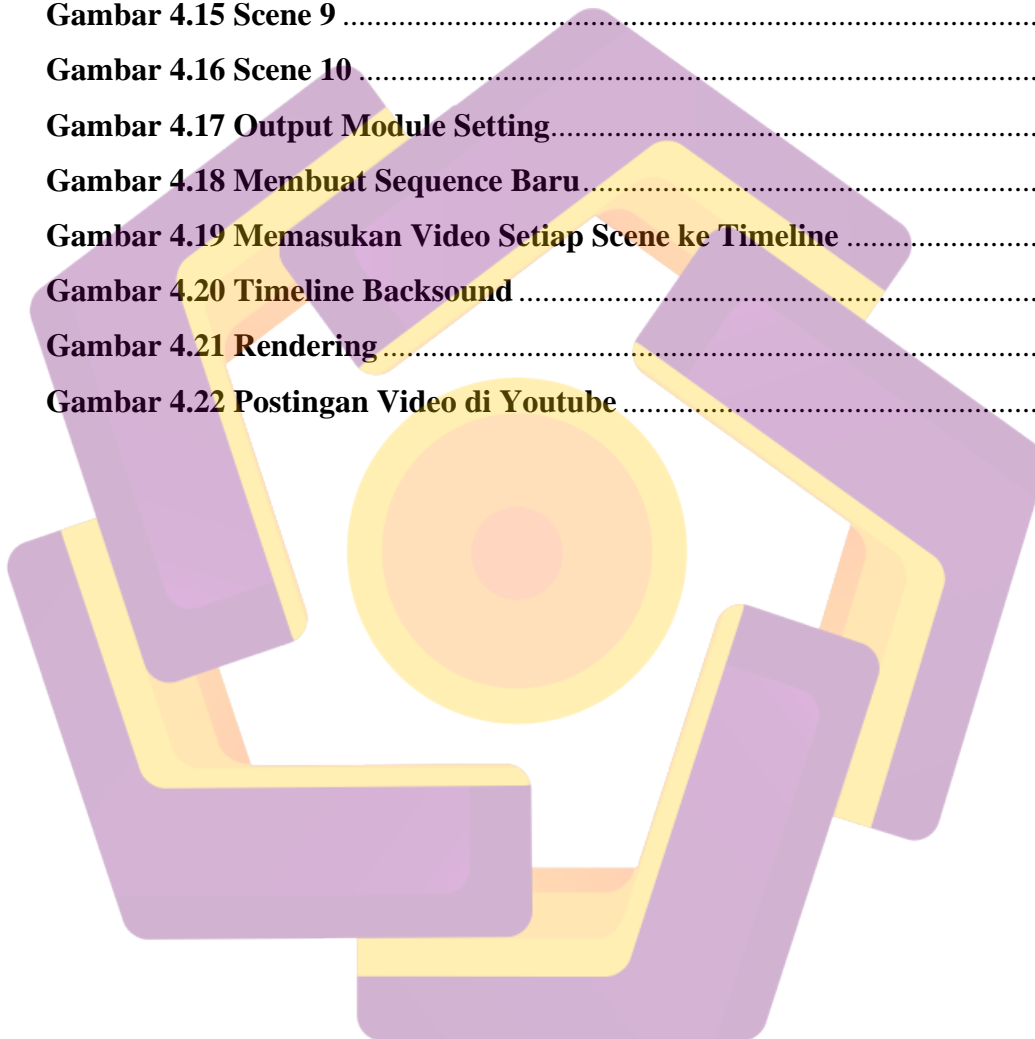 Gambar 4.15 Scene 9 ........................................................................................
Gambar 4.16 Scene 10 .....................................................................................
Gambar 4.17 Output Module Setting...............................................................
Gambar 4.18 Membuat Sequence Baru..........................................................
Gambar 4.19 Memasukan Video Setiap Scene ke Timeline ........................
Gambar 4.20 Timeline Backsound ..................................................................
Gambar 4.21 Rendering ..................................................................................
Gambar 4.22 Postingan Video di Youtube .....................................................